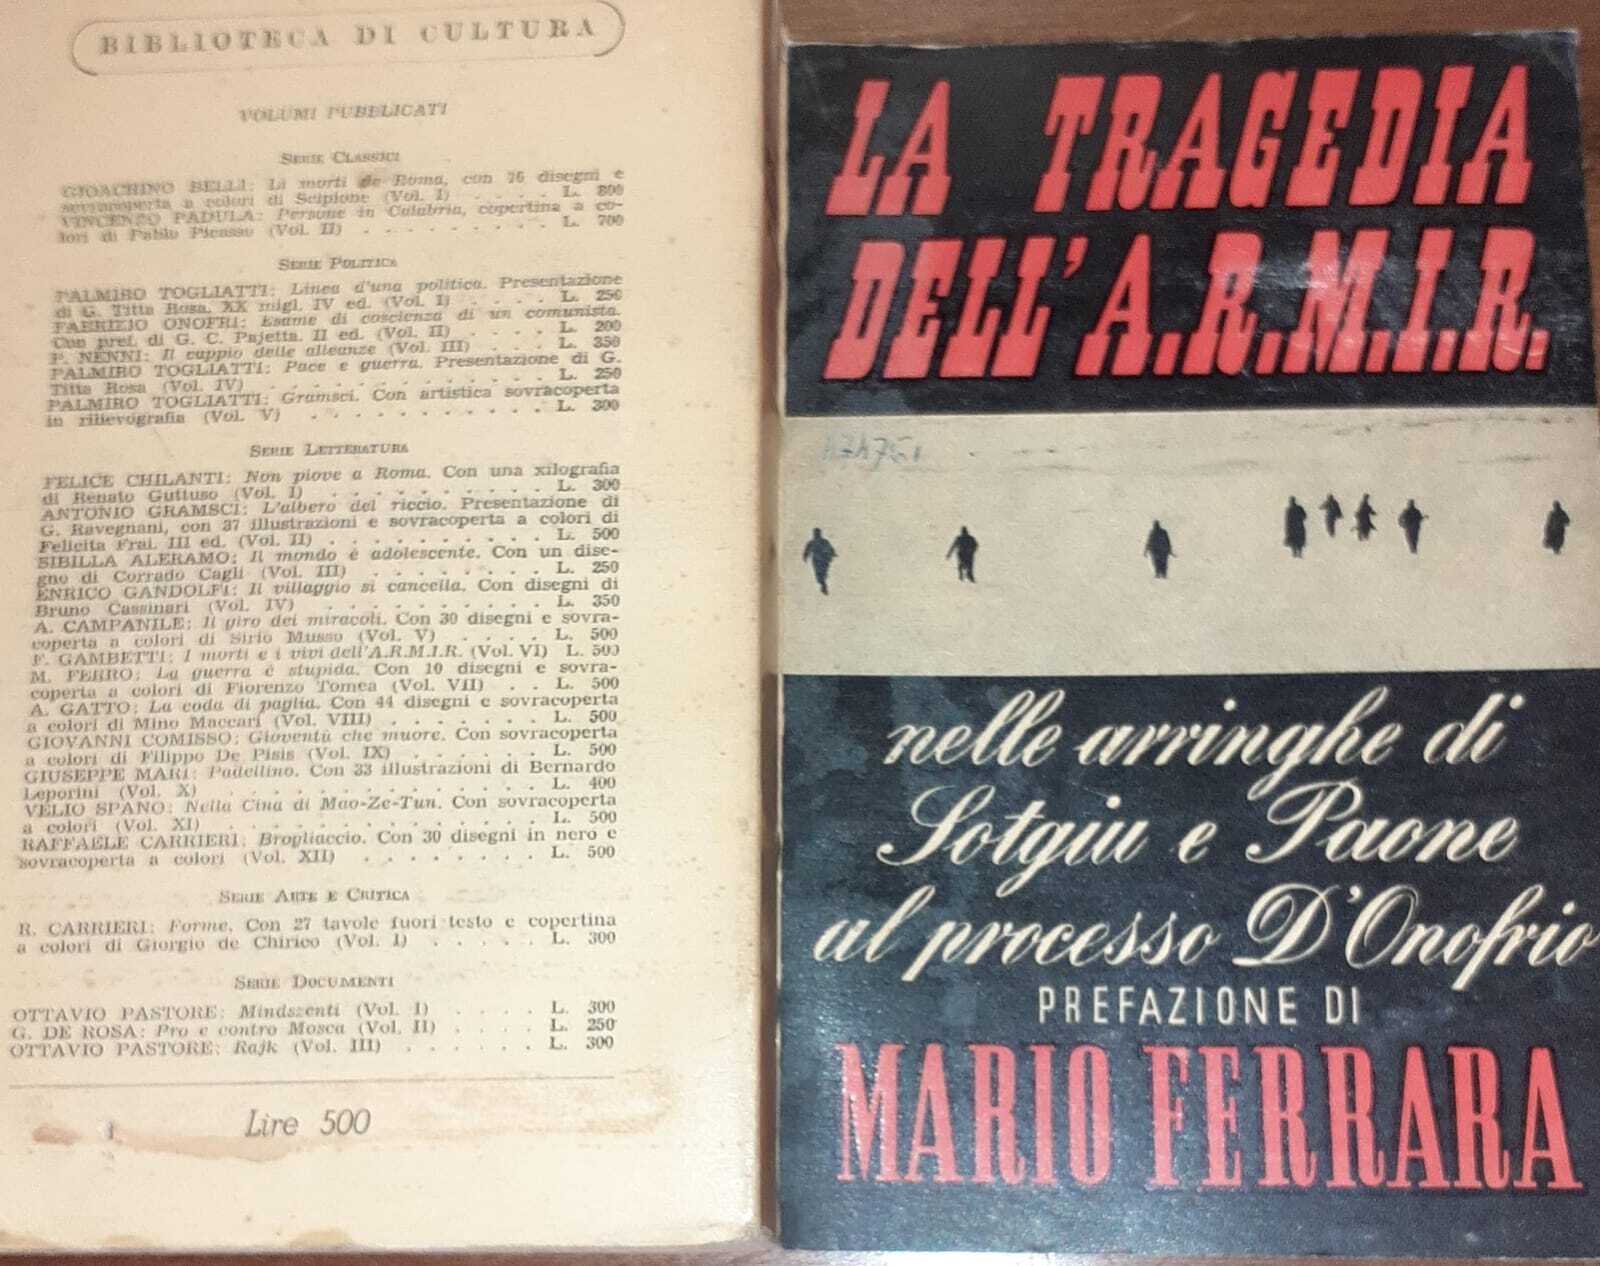 BIBLIOTECA DI CULTURA
VOLUMI PUBBLICATI
SERIE CLASSICI
GIOACHINO BELLI: Li morti de Roma, con 76 disegni e
sovracoperta a colori di Scipione (Vol. I) . . . . L. 800
VINCENZO PADULA: Persone in Calabria, copertina a co-
lori di Pablo Picasso (Vol. II) . . . . . . . . . L. 700
SERIE POLITICA
PALMIRO TOGLIATTI: Linea d'una politica. Presentazione
di G. Titta Rosa. XX migl. IV ed. (Vol. I) . . . . . L. 250
FABRIZIO ONOFRI: Esame di coscienza di un comunista.
Con pref. di G. C. Pajetta. II ed. (Vol. II) . . . . L. 200
P. NENNI: Il cappio delle alleanze (Vol. III) . . . . L. 350
PALMIRO TOGLIATTI: Pace e guerra. Presentazione di G.
Titta Rosa (Vol. IV) . . . . . . . . . . . . . L. 250
PALMIRO TOGLIATTI: Gramsci. Con artistica sovracoperta
in rilievografia (Vol. V) . . . . . . . . . . . L. 300
SERIE LETTERATURA
FELICE CHILANTI: Non piove a Roma. Con una xilografia
di Renato Guttuso (Vol. I) . . . . . . . . . . L. 300
ANTONIO GRAMSCI: L'albero del riccio. Presentazione di
G. Ravegnani, con 37 illustrazioni e sovracoperta a colori di
Felicita Frai. III ed. (Vol. II) . . . . . . . . . . L. 500
SIBILLA ALERAMO: Il mondo è adolescente. Con un dise-
gno di Corrado Cagli (Vol. III) . . . . . . . . L. 250
ENRICO GANDOLFI: Il villaggio si cancella. Con disegni di
Bruno Cassinari (Vol. IV) . . . . . . . . . . . L. 350
A. CAMPANILE: Il giro dei miracoli. Con 30 disegni e sovra-
coperta a colori di Sirio Musso (Vol. V) . . . . L. 500
F. GAMBETTI: I morti e i vivi dell'A.R.M.I.R. (Vol. VI) L. 500
M. FERRO: La guerra è stupida. Con 10 disegni e sovra-
coperta a colori di Fiorenzo Tomea (Vol. VII) . . L. 500
A. GATTO: La coda di paglia. Con 44 disegni e sovracoperta
a colori di Mino Maccari (Vol. VIII) . . . . . . . L. 500
GIOVANNI COMISSO: Gioventù che muore. Con sovracoperta
a colori di Filippo De Pisis (Vol. IX) . . . . . . L. 500
GIUSEPPE MARI: Padellino. Con 33 illustrazioni di Bernardo
Leporini (Vol. X) . . . . . . . . . . . . . . L. 400
VELIO SPANO: Nella Cina di Mao-Ze-Tun. Con sovracoperta
a colori (Vol. XI) . . . . . . . . . . . . . . L. 500
RAFFAELE CARRIERI: Brogliaccio. Con 30 disegni in nero e
sovracoperta a colori (Vol. XII) . . . . . . . . L. 500
SERIE ARTE E CRITICA
R. CARRIERI: Forme. Con 27 tavole fuori testo e copertina
a colori di Giorgio de Chirico (Vol. I) . . . . . L. 300
SERIE DOCUMENTI
OTTAVIO PASTORE: Mindszenti (Vol. I) . . . . L. 300
G. DE ROSA: Pro e contro Mosca (Vol. II) . . . . L. 250
OTTAVIO PASTORE: Rajk (Vol. III) . . . . . . L. 300
Lire 500
LA TRAGEDIA
DELL'A.R.M.I.R.
nelle arringhe di
Sotgiu e Paone
al processo D'Onofrio
PREFAZIONE DI
MARIO FERRARA